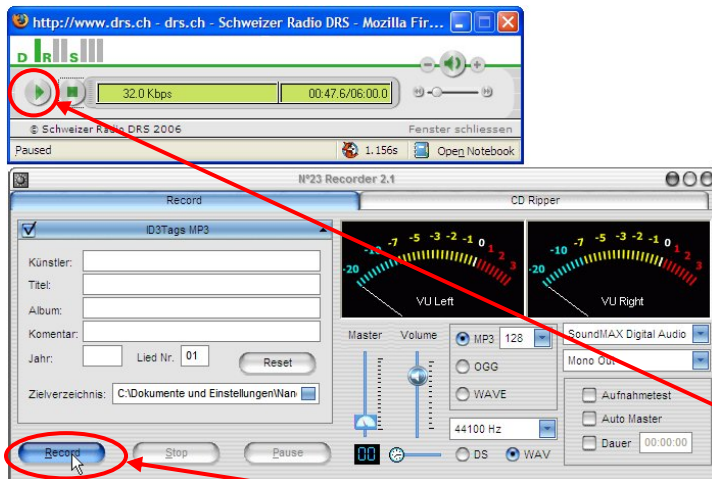 http://www.drs.ch - drs.ch - Schweizer Radio DRS - Mozilla Fir...
D R S
32.0 Kbps 00:47.6/06:00.0
© Schweizer Radio DRS 2006 Fenster schliessen
Paused 1.156s Open Notebook
N°23 Recorder 2.1
Record CD Ripper
ID3Tags MP3
Künstler:
Titel:
Album:
Komentar:
Jahr: Lied Nr. 01 Reset
Zielverzeichnis: C:\Dokumente und Einstellungen\Nan
Record Stop Pause
-20 -10 -7 -5 -3 -2 -1 0 1 2 3
VU Left
-20 -10 -7 -5 -3 -2 -1 0 1 2 3
VU Right
Master Volume
MP3 128
OGG
WAVE
44100 Hz
00 DS WAV
SoundMAX Digital Audio
Mono Out
Aufnahmetest
Auto Master
Dauer 00:00:00